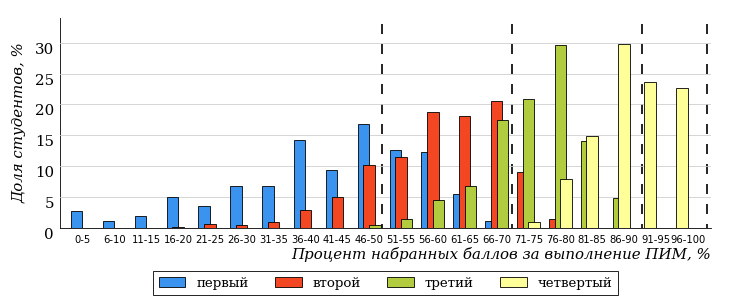 Доля студентов, %
30
25
20
15
10
5
0
0-5 6-10 11-15 16-20 21-25 26-30 31-35 36-40 41-45 46-50 51-55 56-60 61-65 66-70 71-75 76-80 81-85 86-90 91-95 96-100
Процент набранных баллов за выполнение ПИМ, %
первый второй третий четвертый